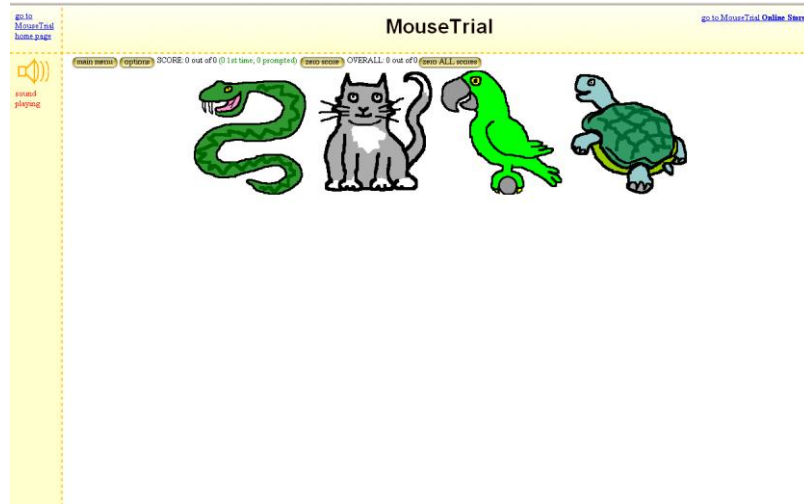 go to
MouseTrial
home page
MouseTrial
go to MouseTrial Online Store
sound
playing
main menu options SCORE: 0 out of 0 (0 1st time, 0 prompted) zero score OVERALL: 0 out of 0 zero ALL scores